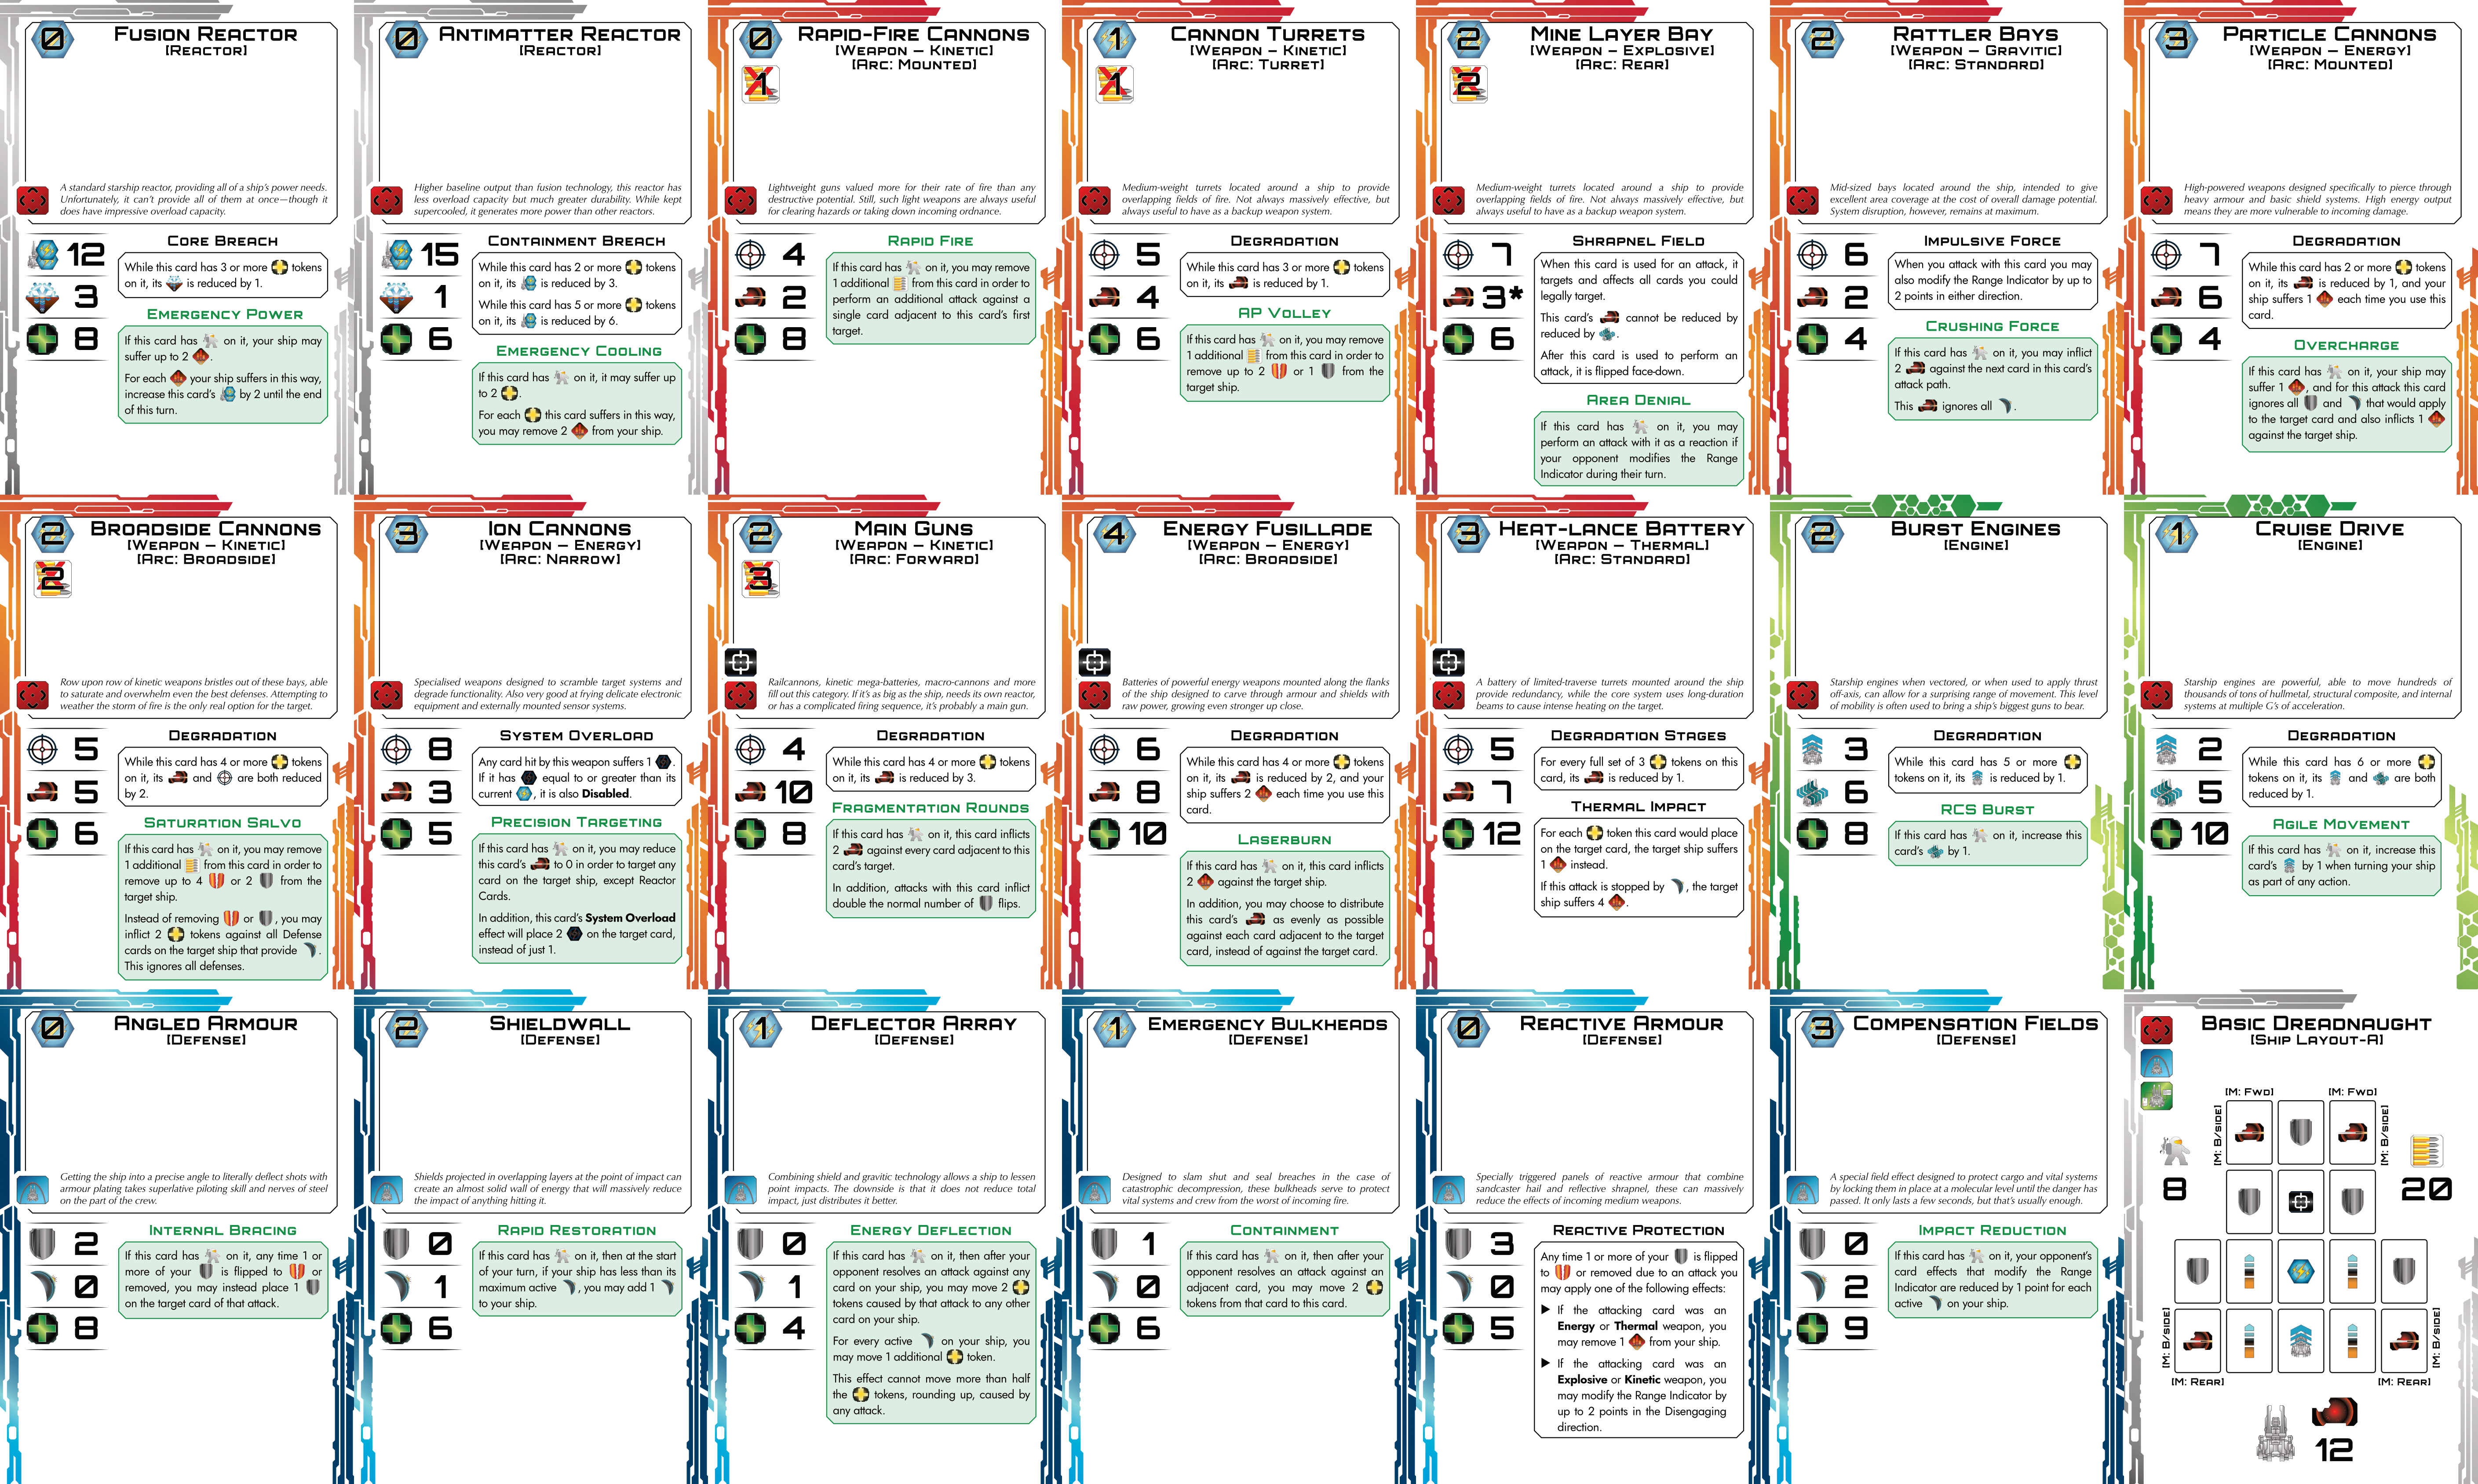 0
FUSION REACTOR
[REACTOR]
A standard starship reactor, providing all of a ship's power needs.
Unfortunately, it can't provide all of them at once—though it
does have impressive overload capacity.
12
3
8
CORE BREACH
While this card has 3 or more tokens
on it, its is reduced by 1.
EMERGENCY POWER
If this card has on it, your ship may
suffer up to 2 .
For each your ship suffers in this way,
increase this card's by 2 until the end
of this turn.
0
ANTIMATTER REACTOR
[REACTOR]
Higher baseline output than fusion technology, this reactor has
less overload capacity but much greater durability. While kept
supercooled, it generates more power than other reactors.
15
1
6
CONTAINMENT BREACH
While this card has 2 or more tokens
on it, its is reduced by 3.
While this card has 5 or more tokens
on it, its is reduced by 6.
EMERGENCY COOLING
If this card has on it, it may suffer up
to 2 .
For each this card suffers in this way,
you may remove 2 from your ship.
0
1
RAPID-FIRE CANNONS
[WEAPON – KINETIC]
[ARC: MOUNTED]
Lightweight guns valued more for their rate of fire than any
destructive potential. Still, such light weapons are always useful
for clearing hazards or taking down incoming ordnance.
4
2
8
RAPID FIRE
If this card has on it, you may remove
1 additional from this card in order to
perform an additional attack against a
single card adjacent to this card's first
target.
1
1
CANNON TURRETS
[WEAPON – KINETIC]
[ARC: TURRET]
Medium-weight turrets located around a ship to provide
overlapping fields of fire. Not always massively effective, but
always useful to have as a backup weapon system.
5
4
6
DEGRADATION
While this card has 3 or more tokens
on it, its is reduced by 1.
AP VOLLEY
If this card has on it, you may remove
1 additional from this card in order to
remove up to 2 or 1 from the
target ship.
2
2
MINE LAYER BAY
[WEAPON – EXPLOSIVE]
[ARC: REAR]
Medium-weight turrets located around a ship to provide
overlapping fields of fire. Not always massively effective, but
always useful to have as a backup weapon system.
7
3*
6
SHRAPNEL FIELD
When this card is used for an attack, it
targets and affects all cards you could
legally target.
This card's cannot be reduced by
reduced by .
After this card is used to perform an
attack, it is flipped face-down.
AREA DENIAL
If this card has on it, you may
perform an attack with it as a reaction if
your opponent modifies the Range
Indicator during their turn.
2
RATTLER BAYS
[WEAPON – GRAVITIC]
[ARC: STANDARD]
Mid-sized bays located around the ship, intended to give
excellent area coverage at the cost of overall damage potential.
System disruption, however, remains at maximum.
6
2
4
IMPULSIVE FORCE
When you attack with this card you may
also modify the Range Indicator by up to
2 points in either direction.
CRUSHING FORCE
If this card has on it, you may inflict
2 against the next card in this card's
attack path.
This ignores all .
3
PARTICLE CANNONS
[WEAPON – ENERGY]
[ARC: MOUNTED]
High-powered weapons designed specifically to pierce through
heavy armour and basic shield systems. High energy output
means they are more vulnerable to incoming damage.
7
6
4
DEGRADATION
While this card has 2 or more tokens
on it, its is reduced by 1, and your
ship suffers 1 each time you use this
card.
OVERCHARGE
If this card has on it, your ship may
suffer 1 , and for this attack this card
ignores all and that would apply
to the target card and also inflicts 1
against the target ship.
2
2
BROADSIDE CANNONS
[WEAPON – KINETIC]
[ARC: BROADSIDE]
Row upon row of kinetic weapons bristles out of these bays, able
to saturate and overwhelm even the best defenses. Attempting to
weather the storm of fire is the only real option for the target.
5
5
6
DEGRADATION
While this card has 4 or more tokens
on it, its and are both reduced
by 2.
SATURATION SALVO
If this card has on it, you may remove
1 additional from this card in order to
remove up to 4 or 2 from the
target ship.
Instead of removing or , you may
inflict 2 tokens against all Defense
cards on the target ship that provide .
This ignores all defenses.
3
ION CANNONS
[WEAPON – ENERGY]
[ARC: NARROW]
Specialised weapons designed to scramble target systems and
degrade functionality. Also very good at frying delicate electronic
equipment and externally mounted sensor systems.
8
3
5
SYSTEM OVERLOAD
Any card hit by this weapon suffers 1 .
If it has equal to or greater than its
current , it is also Disabled.
PRECISION TARGETING
If this card has on it, you may reduce
this card's to 0 in order to target any
card on the target ship, except Reactor
Cards.
In addition, this card's System Overload
effect will place 2 on the target card,
instead of just 1.
2
3
MAIN GUNS
[WEAPON – KINETIC]
[ARC: FORWARD]
Railcannons, kinetic mega-batteries, macro-cannons and more
fill out this category. If it's as big as the ship, needs its own reactor,
or has a complicated firing sequence, it's probably a main gun.
4
10
8
DEGRADATION
While this card has 4 or more tokens
on it, its is reduced by 3.
FRAGMENTATION ROUNDS
If this card has on it, this card inflicts
2 against every card adjacent to this
card's target.
In addition, attacks with this card inflict
double the normal number of flips.
4
ENERGY FUSILLADE
[WEAPON – ENERGY]
[ARC: BROADSIDE]
Batteries of powerful energy weapons mounted along the flanks
of the ship designed to carve through armour and shields with
raw power, growing even stronger up close.
6
8
10
DEGRADATION
While this card has 4 or more tokens
on it, its is reduced by 2, and your
ship suffers 2 each time you use this
card.
LASERBURN
If this card has on it, this card inflicts
2 against the target ship.
In addition, you may choose to distribute
this card's as evenly as possible
against each card adjacent to the target
card, instead of against the target card.
3
HEAT-LANCE BATTERY
[WEAPON – THERMAL]
[ARC: STANDARD]
A battery of limited-traverse turrets mounted around the ship
provide redundancy, while the core system uses long-duration
beams to cause intense heating on the target.
5
7
12
DEGRADATION STAGES
For every full set of 3 tokens on this
card, its is reduced by 1.
THERMAL IMPACT
For each token this card would place
on the target card, the target ship suffers
1 instead.
If this attack is stopped by , the target
ship suffers 4 .
2
BURST ENGINES
[ENGINE]
Starship engines when vectored, or when used to apply thrust
off-axis, can allow for a surprising range of movement. This level
of mobility is often used to bring a ship's biggest guns to bear.
3
6
8
DEGRADATION
While this card has 5 or more
tokens on it, its is reduced by 1.
RCS BURST
If this card has on it, increase this
card's by 1.
1
CRUISE DRIVE
[ENGINE]
Starship engines are powerful, able to move hundreds of
thousands of tons of hullmetal, structural composite, and internal
systems at multiple G's of acceleration.
2
5
10
DEGRADATION
While this card has 6 or more
tokens on it, its and are both
reduced by 1.
AGILE MOVEMENT
If this card has on it, increase this
card's by 1 when turning your ship
as part of any action.
0
ANGLED ARMOUR
[DEFENSE]
Getting the ship into a precise angle to literally deflect shots with
armour plating takes superlative piloting skill and nerves of steel
on the part of the crew.
2
0
8
INTERNAL BRACING
If this card has on it, any time 1 or
more of your is flipped to or
removed, you may instead place 1
on the target card of that attack.
2
SHIELDWALL
[DEFENSE]
Shields projected in overlapping layers at the point of impact can
create an almost solid wall of energy that will massively reduce
the impact of anything hitting it.
0
1
6
RAPID RESTORATION
If this card has on it, then at the start
of your turn, if your ship has less than its
maximum active , you may add 1
to your ship.
1
DEFLECTOR ARRAY
[DEFENSE]
Combining shield and gravitic technology allows a ship to lessen
point impacts. The downside is that it does not reduce total
impact, just distributes it better.
0
1
4
ENERGY DEFLECTION
If this card has on it, then after your
opponent resolves an attack against any
card on your ship, you may move 2
tokens caused by that attack to any other
card on your ship.
For every active on your ship, you
may move 1 additional token.
This effect cannot move more than half
the tokens, rounding up, caused by
any attack.
1
EMERGENCY BULKHEADS
[DEFENSE]
Designed to slam shut and seal breaches in the case of
catastrophic decompression, these bulkheads serve to protect
vital systems and crew from the worst of incoming fire.
1
0
6
CONTAINMENT
If this card has on it, then after your
opponent resolves an attack against an
adjacent card, you may move 2
tokens from that card to this card.
0
REACTIVE ARMOUR
[DEFENSE]
Specially triggered panels of reactive armour that combine
sandcaster hail and reflective shrapnel, these can massively
reduce the effects of incoming medium weapons.
3
0
5
REACTIVE PROTECTION
Any time 1 or more of your is flipped
to or removed due to an attack you
may apply one of the following effects:
If the attacking card was an
Energy or Thermal weapon, you
may remove 1 from your ship.
If the attacking card was an
Explosive or Kinetic weapon, you
may modify the Range Indicator by
up to 2 points in the Disengaging
direction.
3
COMPENSATION FIELDS
[DEFENSE]
A special field effect designed to protect cargo and vital systems
by locking them in place at a molecular level until the danger has
passed. It only lasts a few seconds, but that's usually enough.
0
2
9
IMPACT REDUCTION
If this card has on it, your opponent's
card effects that modify the Range
Indicator are reduced by 1 point for each
active on your ship.
BASIC DREADNAUGHT
[SHIP LAYOUT-A]
[M: FWD]
[M: FWD]
[M: B/SIDE]
[M: B/SIDE]
8
20
[M: B/SIDE]
[M: B/SIDE]
[M: REAR]
[M: REAR]
12